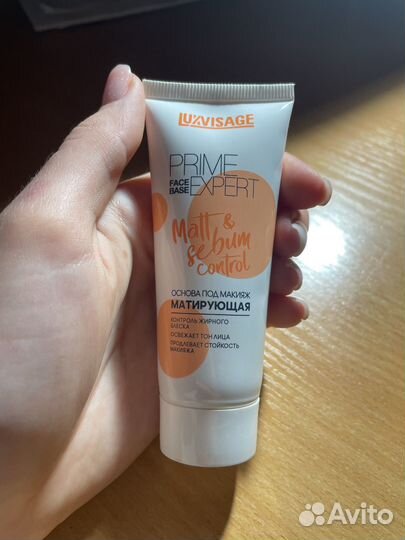 LUXVISAGE
PRIME
FACE
BASE EXPERT
Matt &
sebum
control
ОСНОВА ПОД МАКИЯЖ
МАТИРУЮЩАЯ
КОНТРОЛЬ ЖИРНОГО
БЛЕСКА
ОСВЕЖАЕТ ТОН ЛИЦА
ПРОДЛЕВАЕТ СТОЙКОСТЬ
МАКИЯЖА
Avito